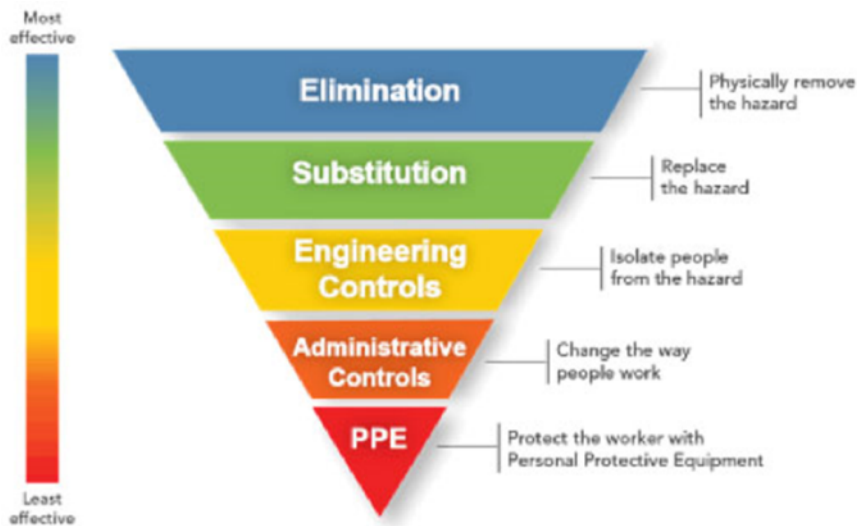 Most
effective
Elimination
Physically remove
the hazard
Substitution
Replace
the hazard
Engineering
Controls
Isolate people
from the hazard
Administrative
Controls
Change the way
people work
PPE
Protect the worker with
Personal Protective Equipment
Least
effective